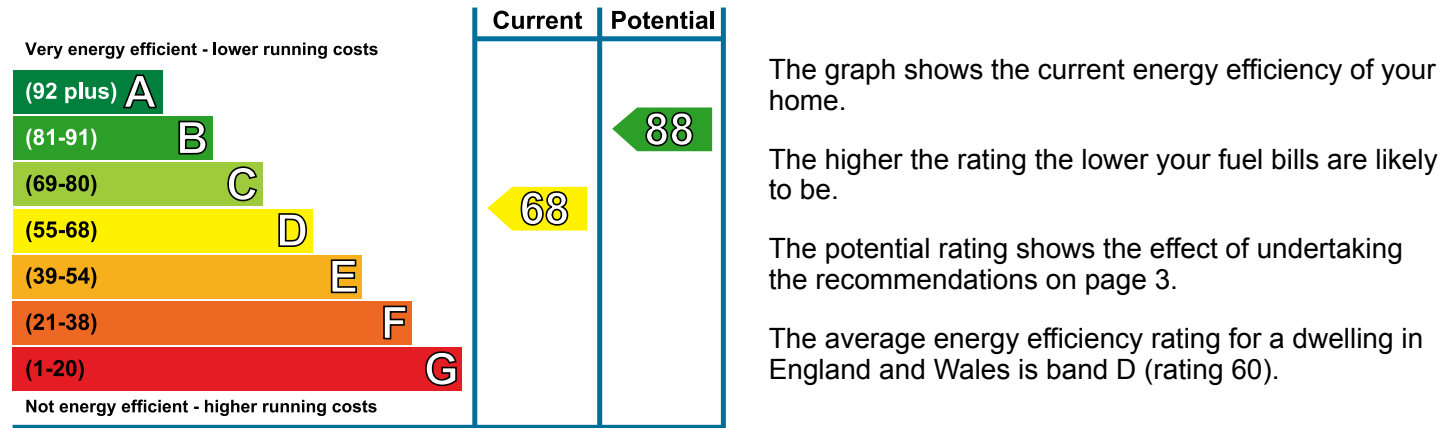 Current Potential
Very energy efficient - lower running costs
(92 plus) A
(81-91) B
88
(69-80) C
68
(55-68) D
(39-54) E
(21-38) F
(1-20) G
Not energy efficient - higher running costs
The graph shows the current energy efficiency of your
home.
The higher the rating the lower your fuel bills are likely
to be.
The potential rating shows the effect of undertaking
the recommendations on page 3.
The average energy efficiency rating for a dwelling in
England and Wales is band D (rating 60).